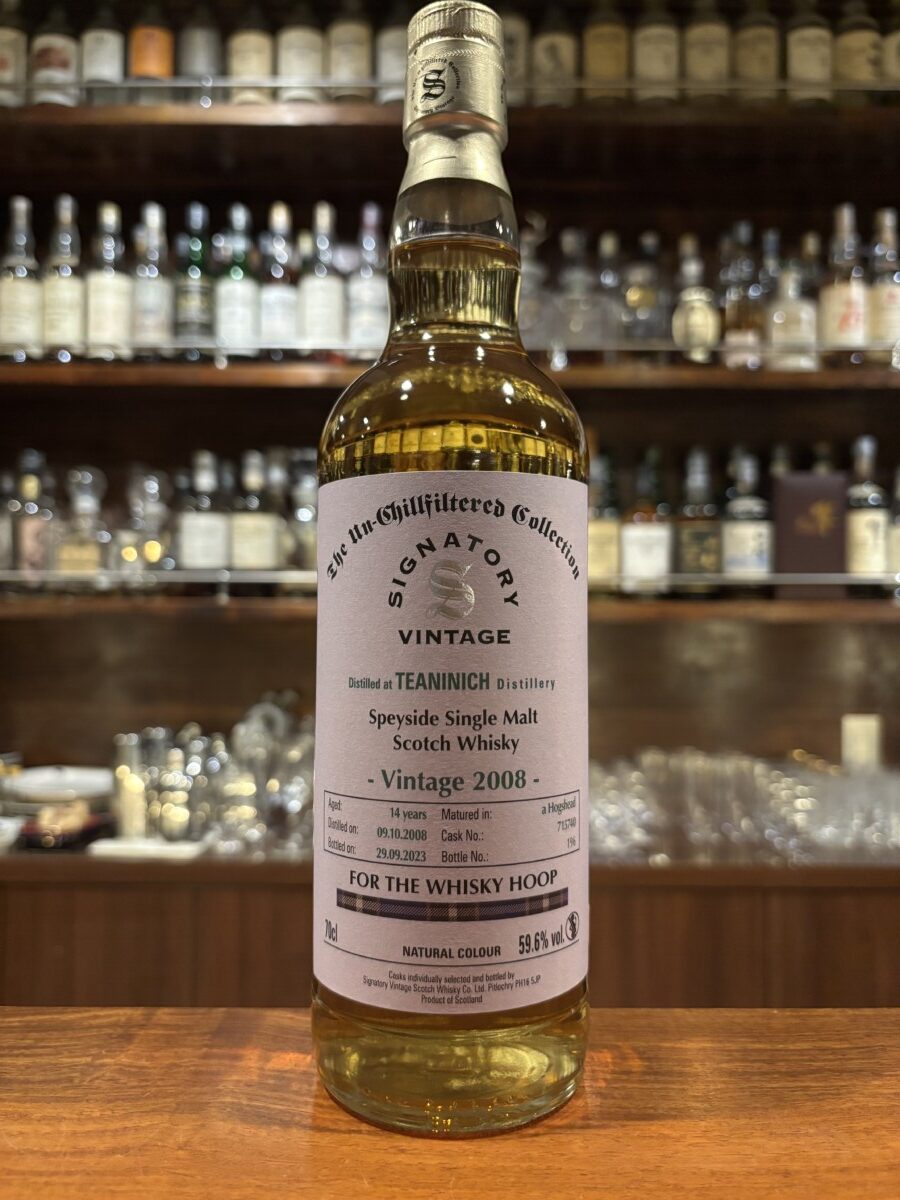 The Un-Chillfiltered Collection
SIGNATORY
S
VINTAGE
Distilled at TEANINICH Distillery
Speyside Single Malt
Scotch Whisky
- Vintage 2008 -
Aged: 14 years Matured in: a Hogshead
Distilled on: 09.10.2008 Cask No.: 715740
Bottled on: 29.09.2023 Bottle No.: 196
FOR THE WHISKY HOOP
70cl NATURAL COLOUR 59.6% vol.
Casks individually selected and bottled by
Signatory Vintage Scotch Whisky Co. Ltd. Pitlochry PH16 5JP
Product of Scotland